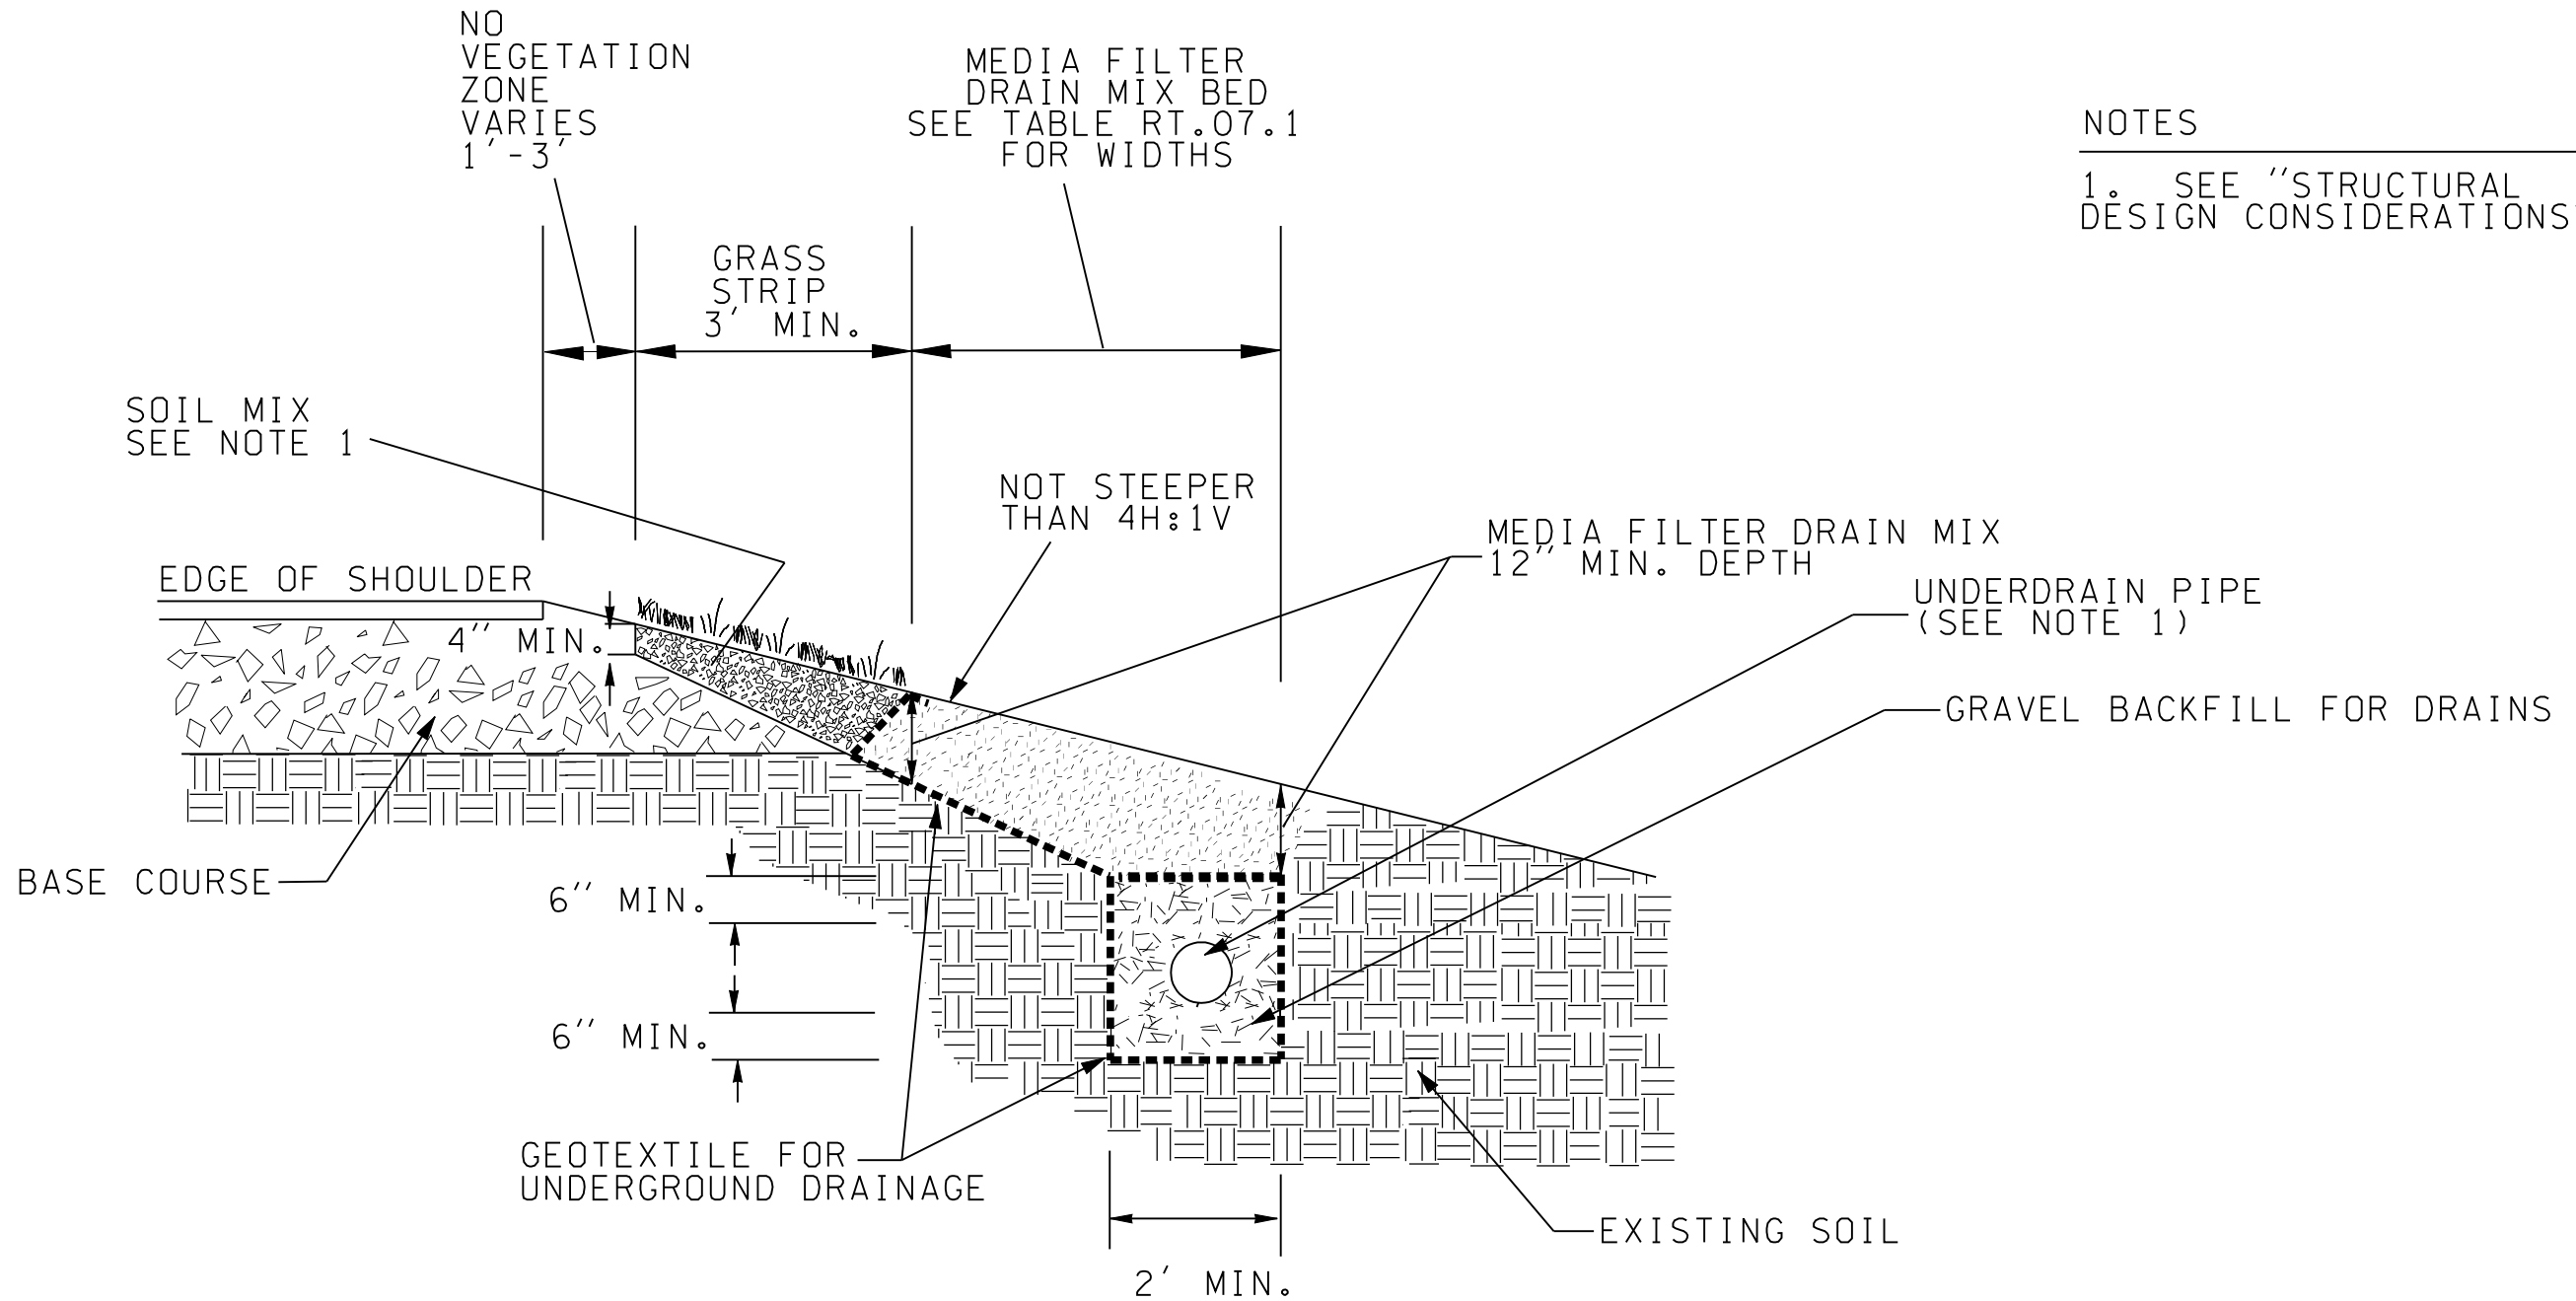 NO
VEGETATION
ZONE
VARIES
1'-3'
MEDIA FILTER
DRAIN MIX BED
SEE TABLE RT.07.1
FOR WIDTHS
NOTES
1. SEE "STRUCTURAL
DESIGN CONSIDERATIONS
GRASS
STRIP
3' MIN.
SOIL MIX
SEE NOTE 1
NOT STEEPER
THAN 4H:1V
MEDIA FILTER DRAIN MIX
12" MIN. DEPTH
EDGE OF SHOULDER
UNDERDRAIN PIPE
(SEE NOTE 1)
4" MIN.
GRAVEL BACKFILL FOR DRAINS
BASE COURSE
6" MIN.
6" MIN.
GEOTEXTILE FOR
UNDERGROUND DRAINAGE
EXISTING SOIL
2' MIN.